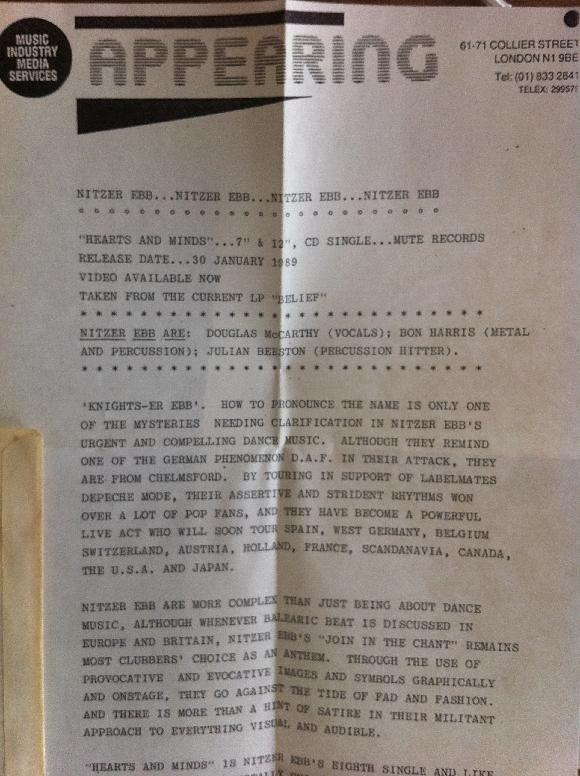 MUSIC
INDUSTRY
MEDIA
SERVICES
APPEARING
61-71 COLLIER STREET
LONDON N1 9BE
Tel: (01) 833 2841
TELEX:
NITZER EBB...NITZER EBB...NITZER EBB...NITZER EBB
"HEARTS AND MINDS"...7" & 12", CD SINGLE...MUTE RECORDS
RELEASE DATE...30 JANUARY 1989
VIDEO AVAILABLE NOW
TAKEN FROM THE CURRENT LP "BELIEF"
* * * * * * * * * * * * * * * * * * * * * * * *
NITZER EBB ARE: DOUGLAS McCARTHY (VOCALS); BON HARRIS (METAL
AND PERCUSSION); JULIAN BEESTON (PERCUSSION HITTER).
* * * * * * * * * * * * * * * * * * * * * * * *
'KNIGHTS-ER EBB'. HOW TO PRONOUNCE THE NAME IS ONLY ONE
OF THE MYSTERIES NEEDING CLARIFICATION IN NITZER EBB'S
URGENT AND COMPELLING DANCE MUSIC. ALTHOUGH THEY REMIND
ONE OF THE GERMAN PHENOMENON D.A.F. IN THEIR ATTACK, THEY
ARE FROM CHELMSFORD. BY TOURING IN SUPPORT OF LABELMATES
DEPECHE MODE, THEIR ASSERTIVE AND STRIDENT RHYTHMS WON
OVER A LOT OF POP FANS, AND THEY HAVE BECOME A POWERFUL
LIVE ACT WHO WILL SOON TOUR SPAIN, WEST GERMANY, BELGIUM
SWITZERLAND, AUSTRIA, HOLLAND, FRANCE, SCANDANAVIA, CANADA,
THE U.S.A. AND JAPAN.
NITZER EBB ARE MORE COMPLEX THAN JUST BEING ABOUT DANCE
MUSIC, ALTHOUGH WHENEVER BALEARIC BEAT IS DISCUSSED IN
EUROPE AND BRITAIN, NITZER EBB'S "JOIN IN THE CHANT" REMAINS
MOST CLUBBERS' CHOICE AS AN ANTHEM. THROUGH THE USE OF
PROVOCATIVE AND EVOCATIVE IMAGES AND SYMBOLS GRAPHICALLY
AND ONSTAGE, THEY GO AGAINST THE TIDE OF FAD AND FASHION.
AND THERE IS MORE THAN A HINT OF SATIRE IN THEIR MILITANT
APPROACH TO EVERYTHING VISUAL AND AUDIBLE.
"HEARTS AND MINDS" IS NITZER EBB'S EIGHTH SINGLE AND LIKE